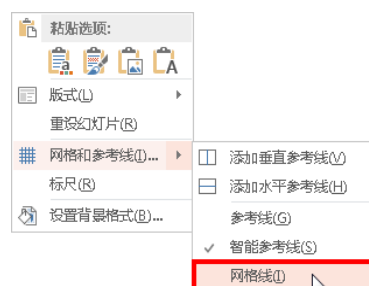 粘贴选项:
版式(L)
重设幻灯片(R)
网格和参考线(I)...
标尺(R)
设置背景格式(B)...
添加垂直参考线(V)
添加水平参考线(H)
参考线(G)
智能参考线(S)
网格线(I)